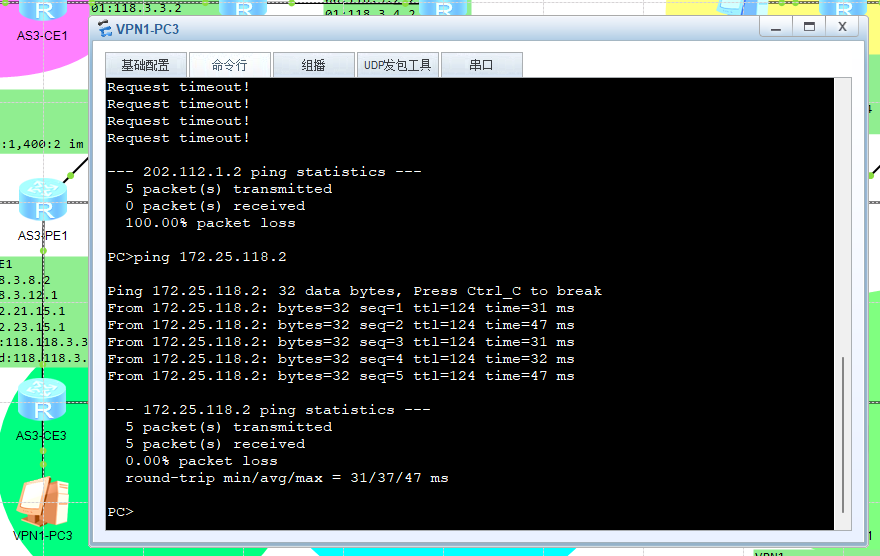 01:118.3.3.2
01:118.3.4.2
AS3-CE1
VPN1-PC3
X
基础配置
命令行
组播
UDP发包工具
串口
Request timeout!
Request timeout!
Request timeout!
Request timeout!
--- 202.112.1.2 ping statistics ---
5 packet(s) transmitted
0 packet(s) received
100.00% packet loss
PC>ping 172.25.118.2
Ping 172.25.118.2: 32 data bytes, Press Ctrl_C to break
From 172.25.118.2: bytes=32 seq=1 ttl=124 time=31 ms
From 172.25.118.2: bytes=32 seq=2 ttl=124 time=47 ms
From 172.25.118.2: bytes=32 seq=3 ttl=124 time=31 ms
From 172.25.118.2: bytes=32 seq=4 ttl=124 time=32 ms
From 172.25.118.2: bytes=32 seq=5 ttl=124 time=47 ms
--- 172.25.118.2 ping statistics ---
5 packet(s) transmitted
5 packet(s) received
0.00% packet loss
round-trip min/avg/max = 31/37/47 ms
PC>
:1,400:2 im
R
AS3-PE1
E1
8.3.8.2
8.3.12.1
2.21.15.1
2.23.15.1
:118.118.3.3
d:118.118.3.
R
AS3-CE3
VPN1-PC3
VPN1